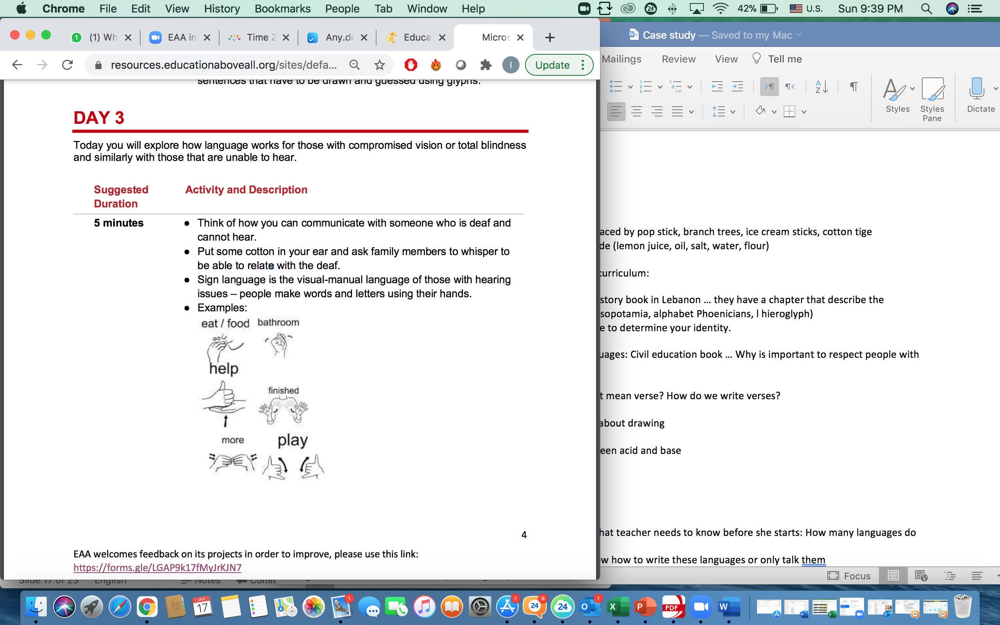 Chrome File Edit View History Bookmarks People Tab Window Help
24 42% U.S. Sun 9:39 PM
1 (1) Wh EAA in Time Z Any.do Educa Micros
resources.educationaboveall.org/sites/defa... I Update
sentences that have to be drawn and guessed using glyphs.
DAY 3
Today you will explore how language works for those with compromised vision or total blindness
and similarly with those that are unable to hear.
Suggested Duration
Activity and Description
5 minutes
● Think of how you can communicate with someone who is deaf and
cannot hear.
● Put some cotton in your ear and ask family members to whisper to
be able to relate with the deaf.
● Sign language is the visual-manual language of those with hearing
issues – people make words and letters using their hands.
● Examples:
eat / food bathroom
help
finished
more play
4
EAA welcomes feedback on its projects in order to improve, please use this link:
https://forms.gle/LGAP9k17fMyJrKJN7
Slide 17 of 23 English Notes
Case study — Saved to my Mac
Mailings Review View Tell me
Styles Styles Pane Dictate
aced by pop stick, branch trees, ice cream sticks, cotton tige
de (lemon juice, oil, salt, water, flour)
curriculum:
story book in Lebanon ... they have a chapter that describe the
sopotamia, alphabet Phoenicians, l hieroglyph)
e to determine your identity.
uages: Civil education book ... Why is important to respect people with
t mean verse? How do we write verses?
about drawing
een acid and base
hat teacher needs to know before she starts: How many languages do
ow how to write these languages or only talk them
Focus
JAN 17 3D 1 1 24 9 24 O 1 X P PDF W